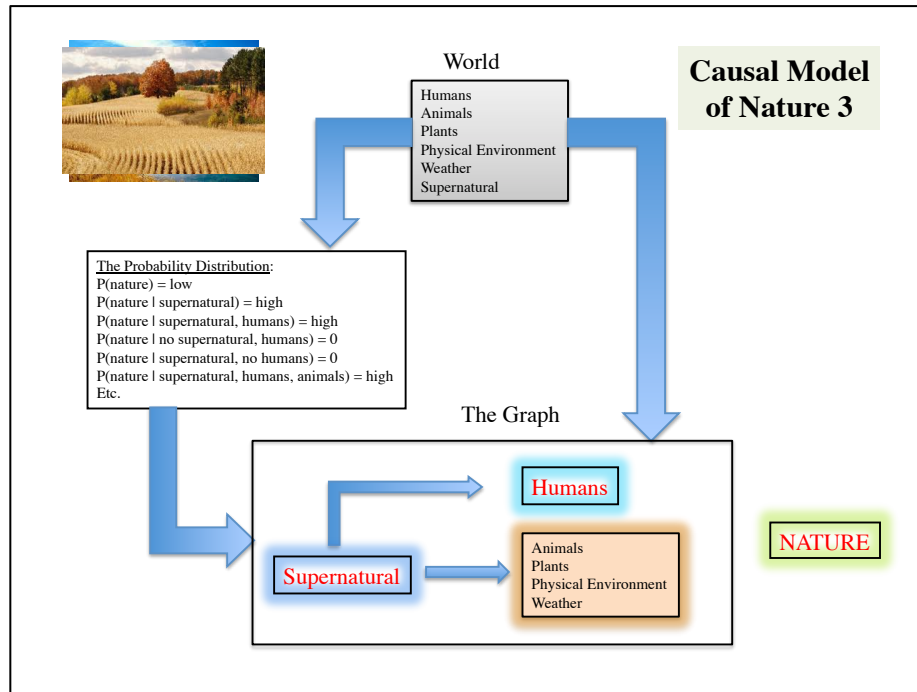 World
Causal Model
of Nature 3
Humans
Animals
Plants
Physical Environment
Weather
Supernatural
The Probability Distribution:
P(nature) = low
P(nature | supernatural) = high
P(nature | supernatural, humans) = high
P(nature | no supernatural, humans) = 0
P(nature | supernatural, no humans) = 0
P(nature | supernatural, humans, animals) = high
Etc.
The Graph
Humans
NATURE
Supernatural
Animals
Plants
Physical Environment
Weather